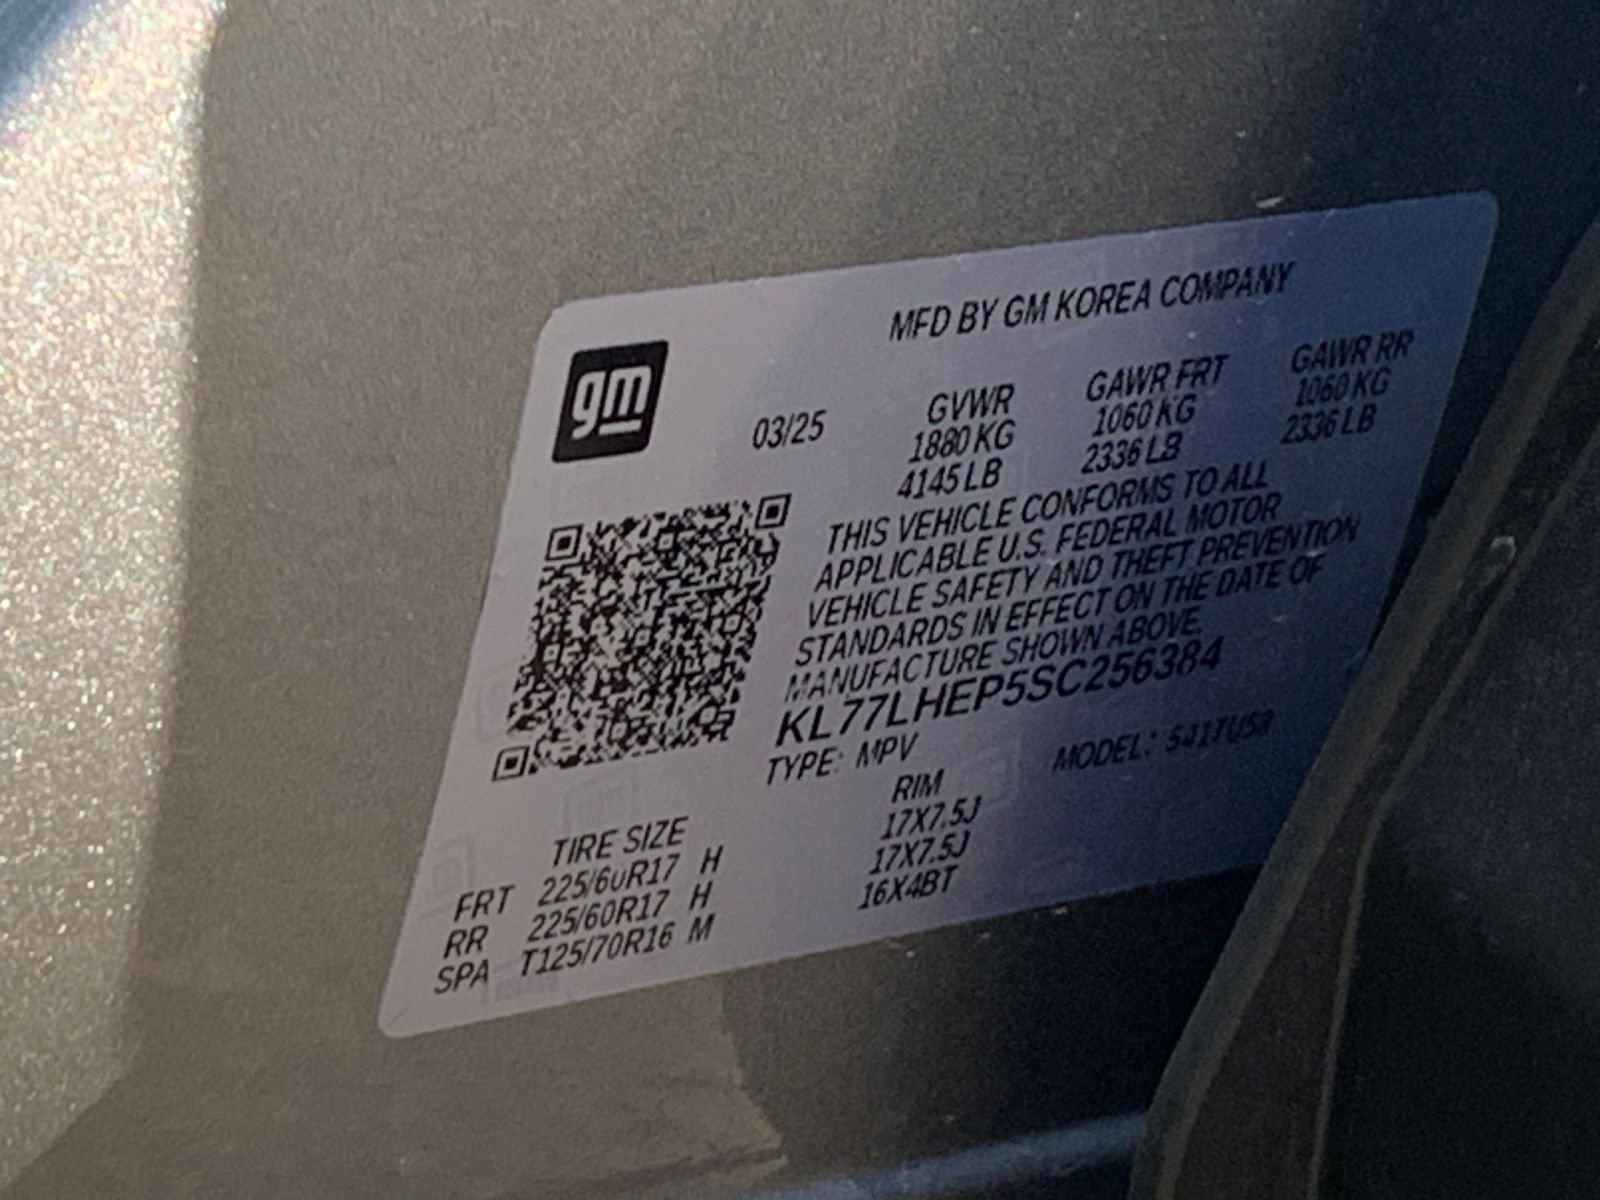 MFD BY GM KOREA COMPANY
gm
03/25
GVWR
1880 KG
4145 LB
GAWR FRT
1060 KG
2336 LB
GAWR RR
1060 KG
2336 LB
THIS VEHICLE CONFORMS TO ALL
APPLICABLE U.S. FEDERAL MOTOR
VEHICLE SAFETY AND THEFT PREVENTION
STANDARDS IN EFFECT ON THE DATE OF
MANUFACTURE SHOWN ABOVE
KL77LHEP5SC256384
TYPE: MPV MODEL:
TIRE SIZE RIM
FRT 225/60R17 H 17X7.5J
RR 225/60R17 H 17X7.5J
SPA T125/70R16 M 16X4BT